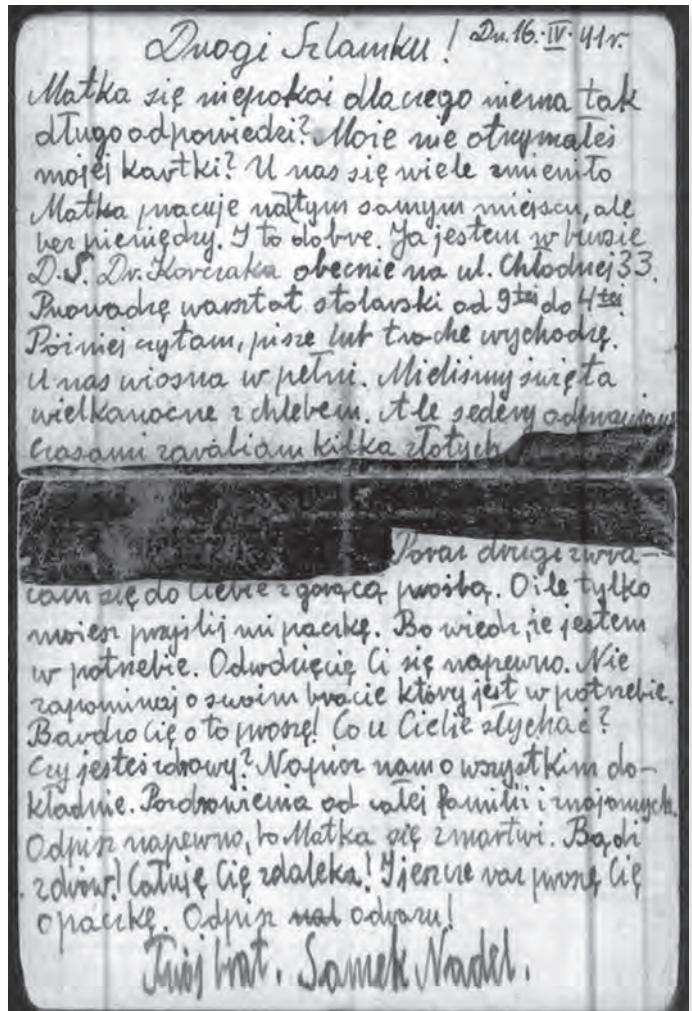 Drogi Szlamku! Dn. 16.IV 41 r.
Matka się niepokoi dlaczego niema tak
długo odpowiedzi? Może nie otrzymałeś
mojej kartki? U nas się wiele zmieniło
Matka pracuje na tym samym miejscu, ale
bez pieniędzy. I to dobre. Ja jestem w bursie
D.S. Dr. Korczaka obecnie na ul. Chłodnej 33.
Prowadzę warsztat stolarski od 9tej do 4tej
Później czytam, piszę lub trochę wychodzę.
U nas wiosna w pełni. Mieliśmy święta
wielkanocne z chlebem. Ale sedery odprawiam
Czasami zarabiam kilka złotych
Poraz drugi zwra-
cam się do Ciebie z gorącą prośbą. O ile tylko
możesz przyślij mi paczkę. Bo wiedz, że jestem
w potrzebie. Odwdzięcię Ci się napewno. Nie
zapominaj o swoim bracie który jest w potrzebie.
Bardzo Cię o to proszę! Co u Ciebie słychać?
Czy jesteś zdrowy? Napisz nam o wszystkim do-
kładnie. Pozdrowienia od całej familii i znajomych.
Odpisz napewno, bo Matka się zmartwi. Bądź
zdrów! Całuję Cię zdaleka! I jeszcze raz proszę Cię
o paczkę. Odpisz odwrazu!
Twój brat. Samek Nadel.